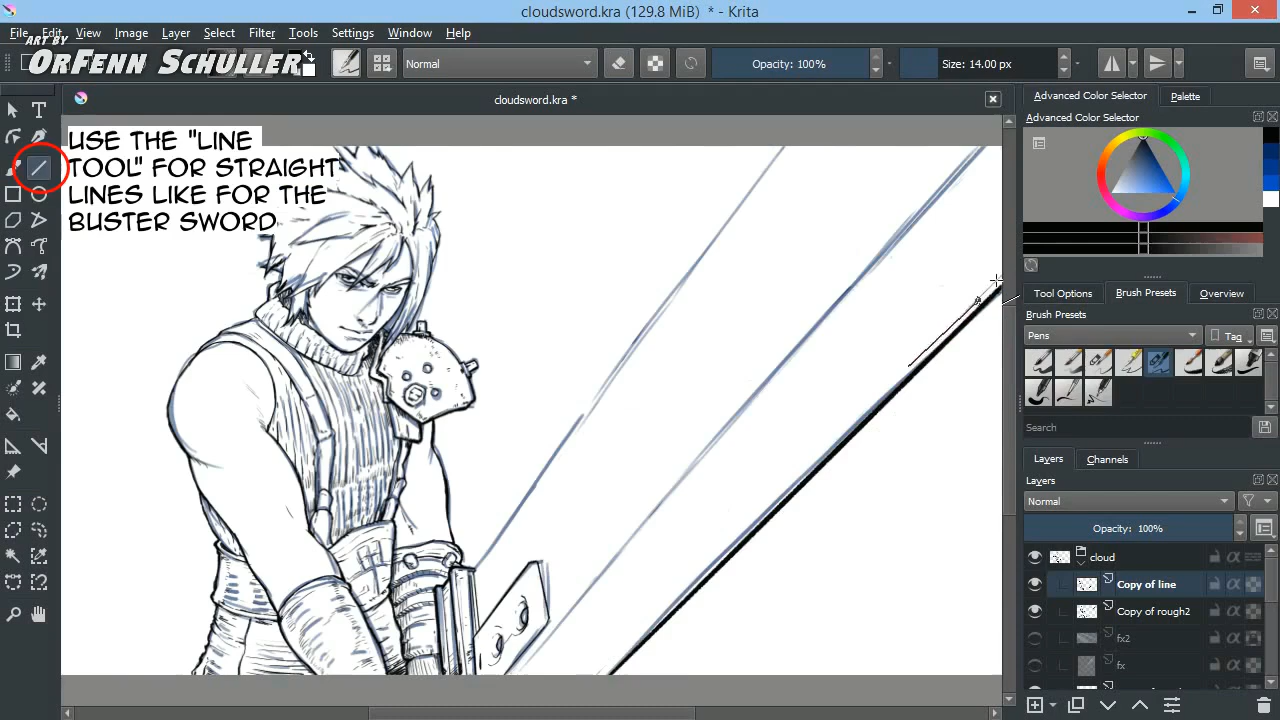 cloudsword.kra (129.8 MiB) * - Krita
File Edit View Image Layer Select Filter Tools Settings Window Help
ART BY
ORFENN SCHULLER
Normal
Opacity: 100%
Size: 14.00 px
cloudsword.kra *
USE THE "LINE
TOOL" FOR STRAIGHT
LINES LIKE FOR THE
BUSTER SWORD
Advanced Color Selector
Palette
Advanced Color Selector
Tool Options
Brush Presets
Overview
Brush Presets
Pens
Tag
Search
Layers
Channels
Layers
Normal
Opacity: 100%
cloud
Copy of line
Copy of rough2
fx2
fx